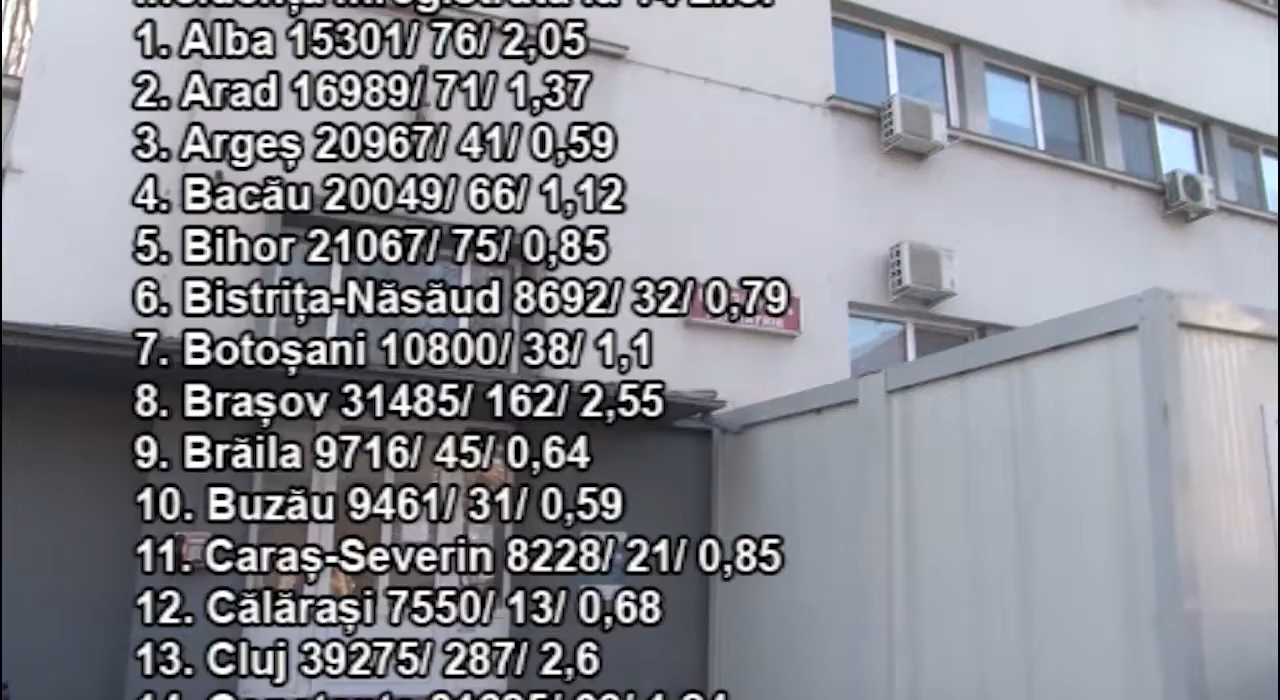 1. Alba 15301/ 76/ 2,05
2. Arad 16989/ 71/ 1,37
3. Argeș 20967/ 41/ 0,59
4. Bacău 20049/ 66/ 1,12
5. Bihor 21067/ 75/ 0,85
6. Bistrița-Năsăud 8692/ 32/ 0,79
7. Botoșani 10800/ 38/ 1,1
8. Brașov 31485/ 162/ 2,55
9. Brăila 9716/ 45/ 0,64
10. Buzău 9461/ 31/ 0,59
11. Caraș-Severin 8228/ 21/ 0,85
12. Călărași 7550/ 13/ 0,68
13. Cluj 39275/ 287/ 2,6